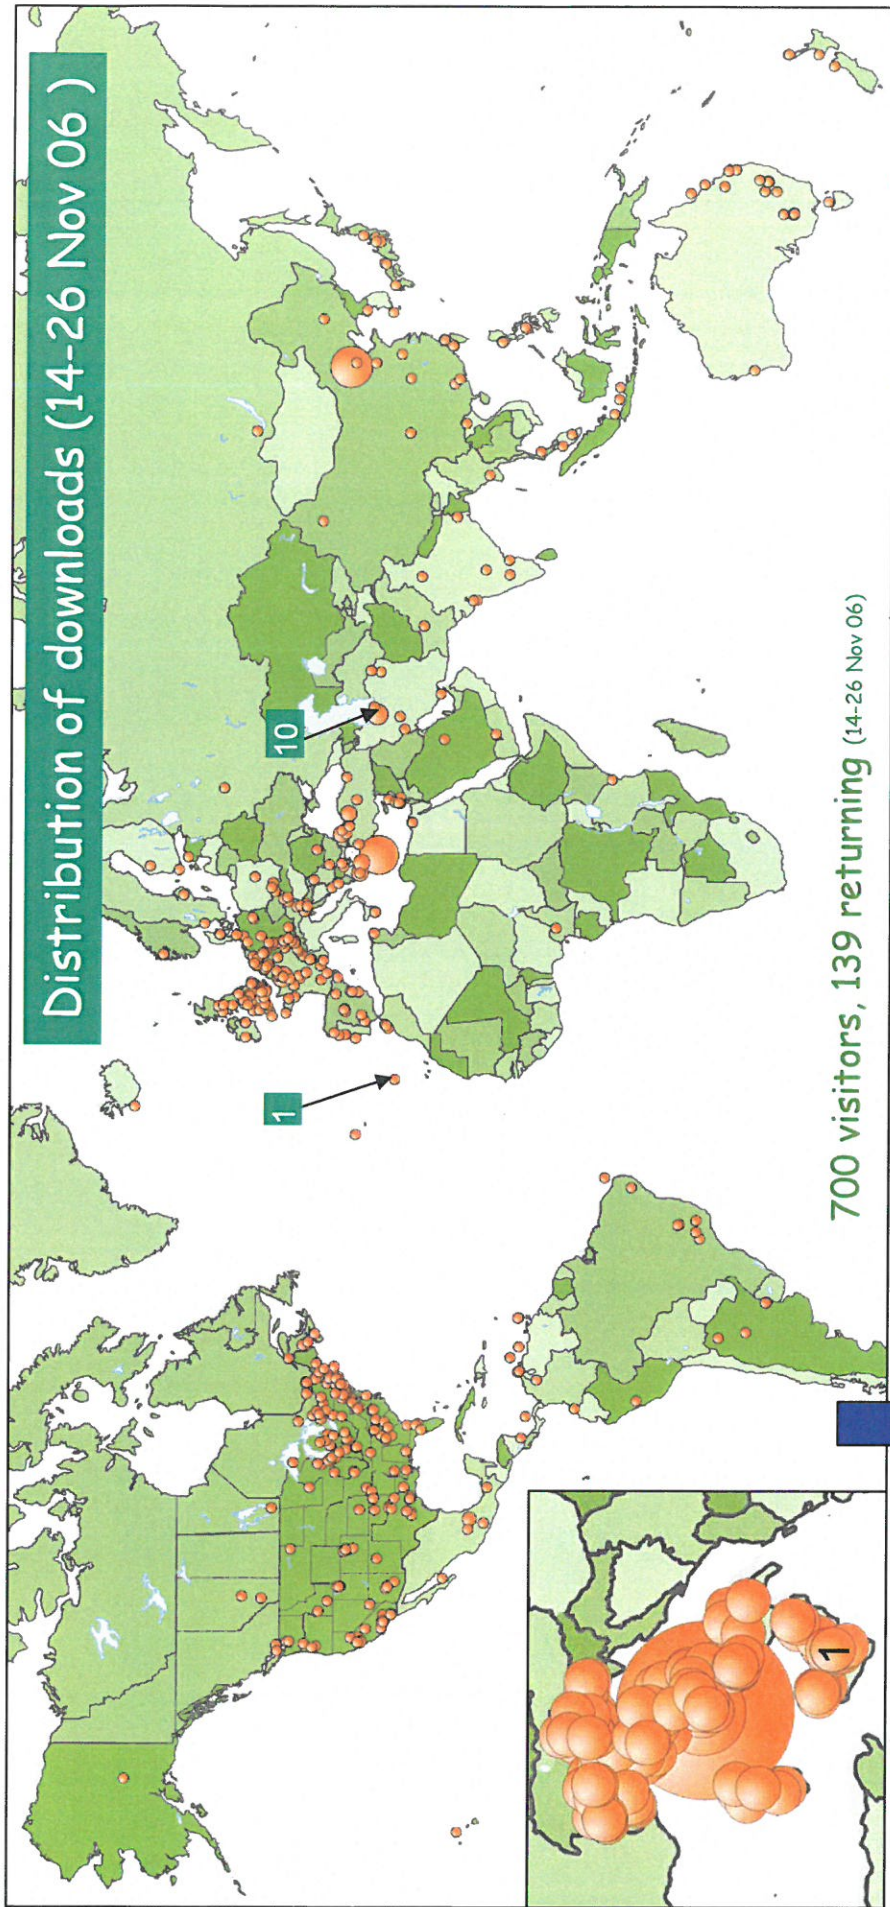 Distribution of downloads (14-26 Nov 06 )
10
1
700 visitors, 139 returning (14-26 Nov 06)
1